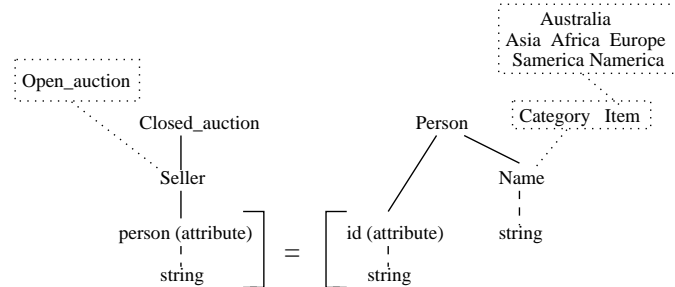 Australia
Asia Africa Europe
Samerica Namerica
Open_auction
Closed_auction
Person
Category Item
Seller
Name
person (attribute)
=
id (attribute)
string
string
string